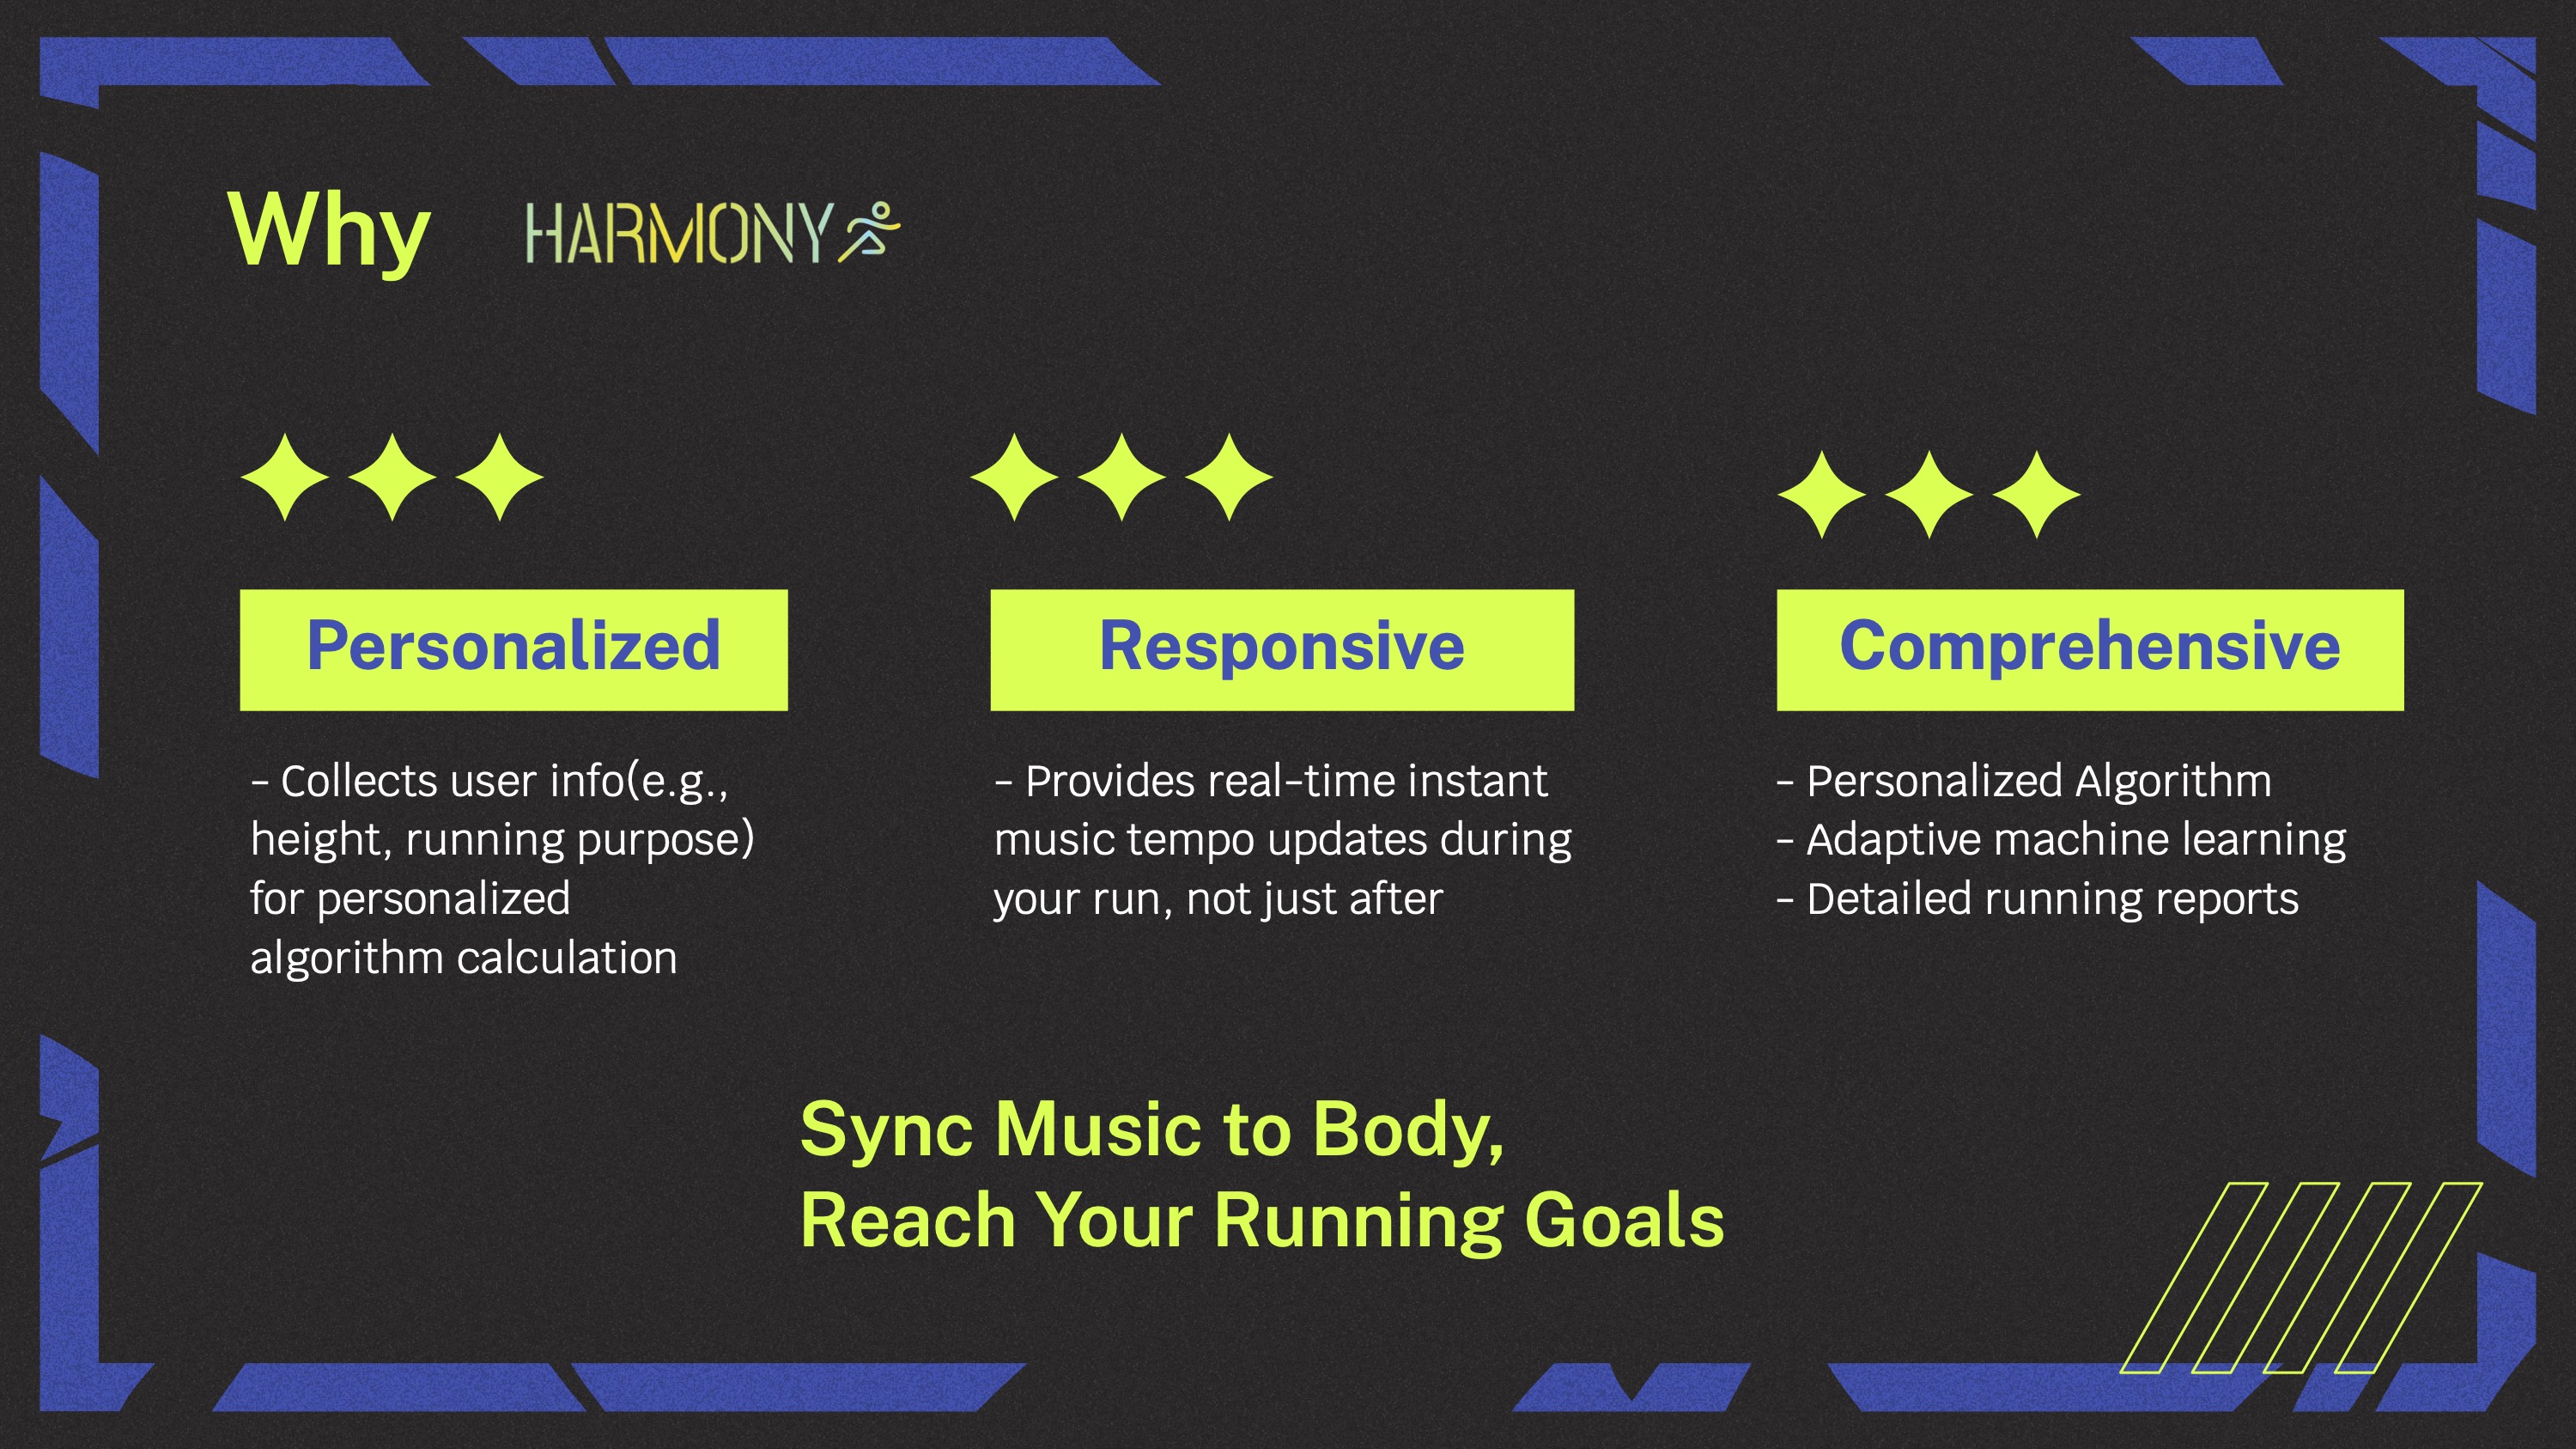 Why HARMONY
Personalized
- Collects user info(e.g.,
height, running purpose)
for personalized
algorithm calculation
Responsive
- Provides real-time instant
music tempo updates during
your run, not just after
Comprehensive
- Personalized Algorithm
- Adaptive machine learning
- Detailed running reports
Sync Music to Body,
Reach Your Running Goals